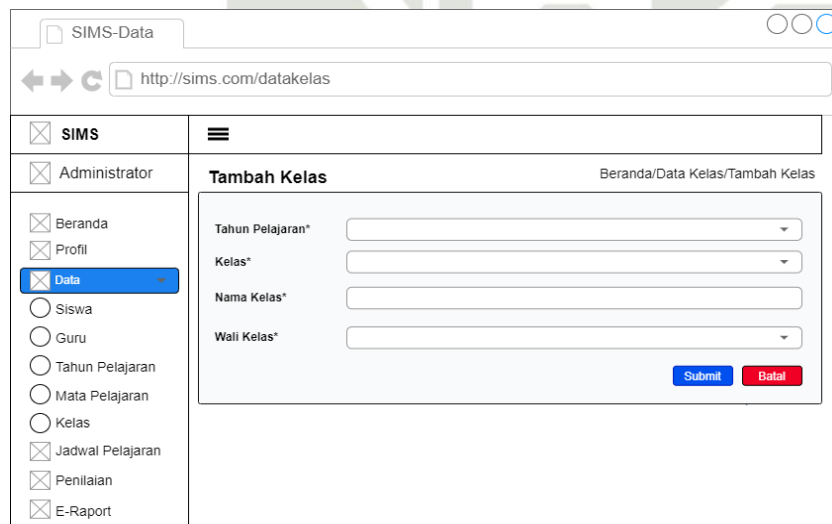 SIMS-Data
http://sims.com/datakelas
SIMS
Administrator
Tambah Kelas
Beranda/Data Kelas/Tambah Kelas
Beranda
Profil
Data
Siswa
Guru
Tahun Pelajaran
Mata Pelajaran
Kelas
Jadwal Pelajaran
Penilaian
E-Raport
Tahun Pelajaran*
Kelas*
Nama Kelas*
Wali Kelas*
Submit Batal